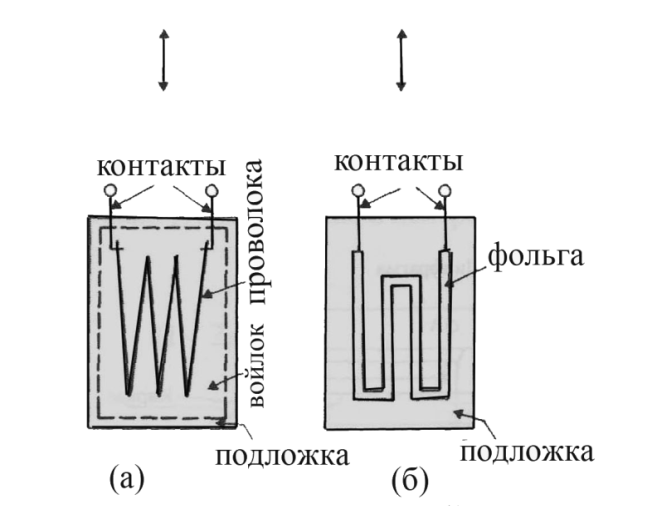 контакты
проволока
войлок
подложка
(а)
контакты
фольга
подложка
(б)